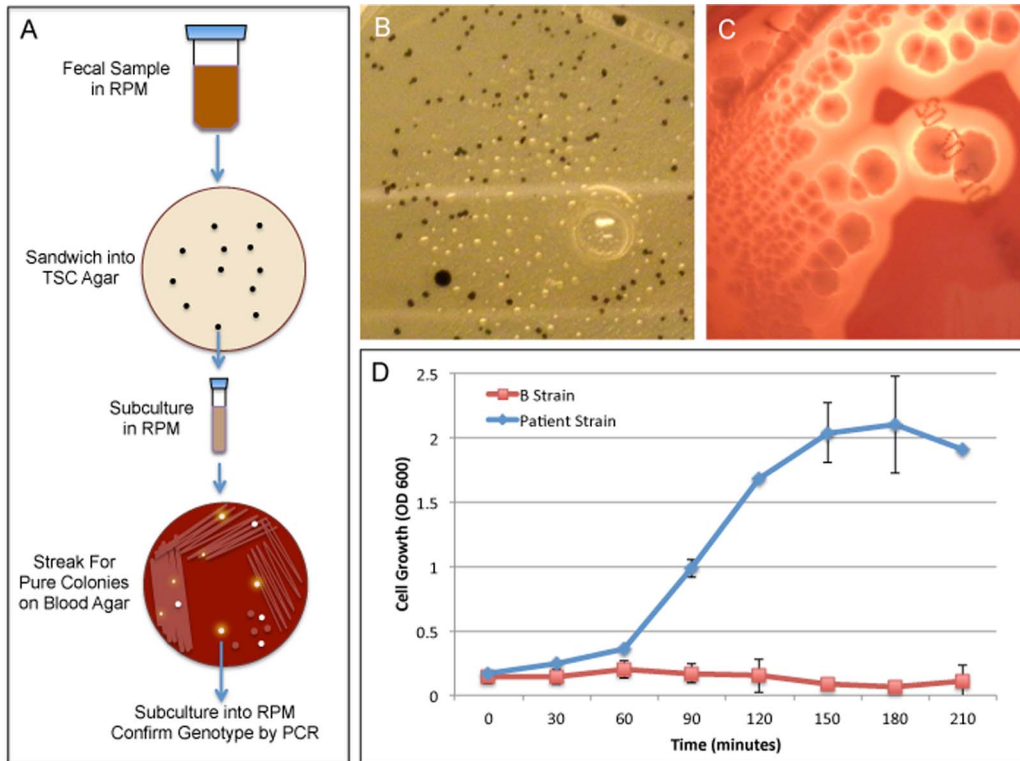 A
Fecal Sample
in RPM
Sandwich into
TSC Agar
Subculture
in RPM
Streak For
Pure Colonies
on Blood Agar
Subculture into RPM
Confirm Genotype by PCR
B
C
D
B Strain
Patient Strain
Cell Growth (OD 600)
2.5
2
1.5
1
0.5
0
0 30 60 90 120 150 180 210
Time (minutes)